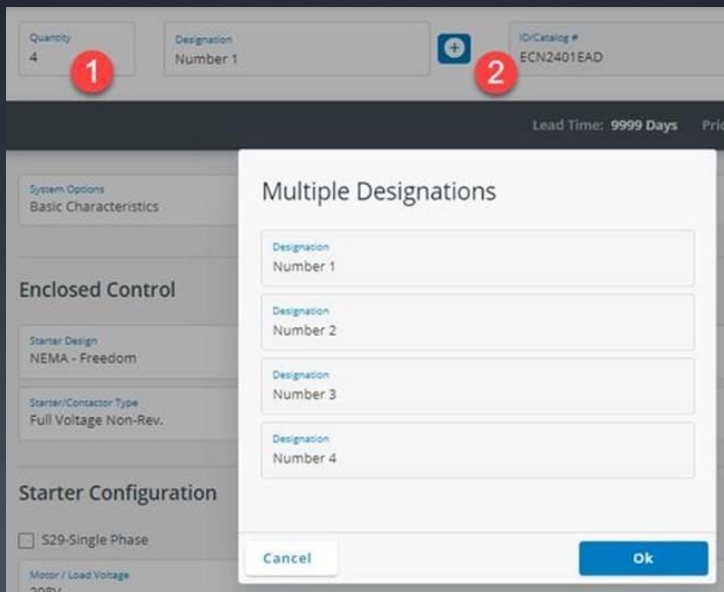 Quantity
4
1
Designation
Number 1
2
ID/Catalog #
ECN2401EAD
Lead Time: 9999 Days
System Options
Basic Characteristics
Enclosed Control
Starter Design
NEMA - Freedom
Starter/Contactor Type
Full Voltage Non-Rev.
Starter Configuration
S29-Single Phase
Motor / Load Voltage
Multiple Designations
Designation
Number 1
Designation
Number 2
Designation
Number 3
Designation
Number 4
Cancel
Ok